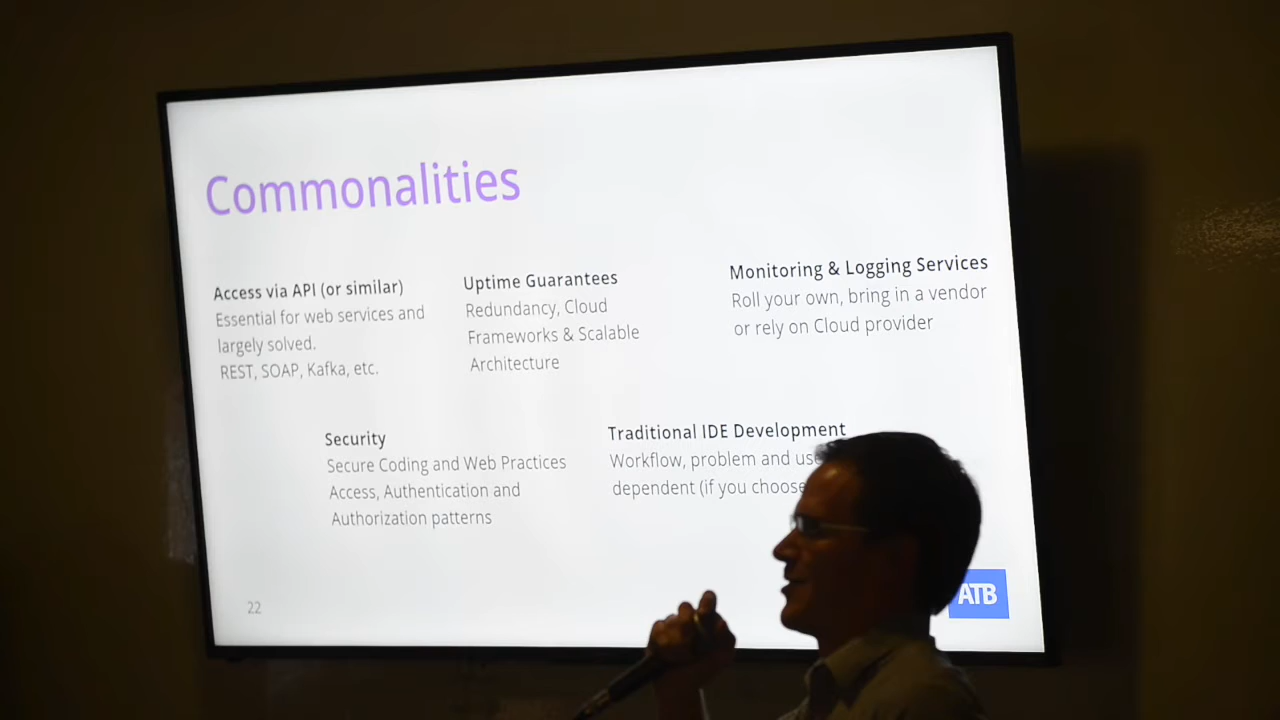 Commonalities
Access via API (or similar)
Essential for web services and
largely solved.
REST, SOAP, Kafka, etc.
Uptime Guarantees
Redundancy, Cloud
Frameworks & Scalable
Architecture
Monitoring & Logging Services
Roll your own, bring in a vendor
or rely on Cloud provider
Security
Secure Coding and Web Practices
Access, Authentication and
Authorization patterns
Traditional IDE Development
Workflow, problem and
dependent (if you choose
22
ATB